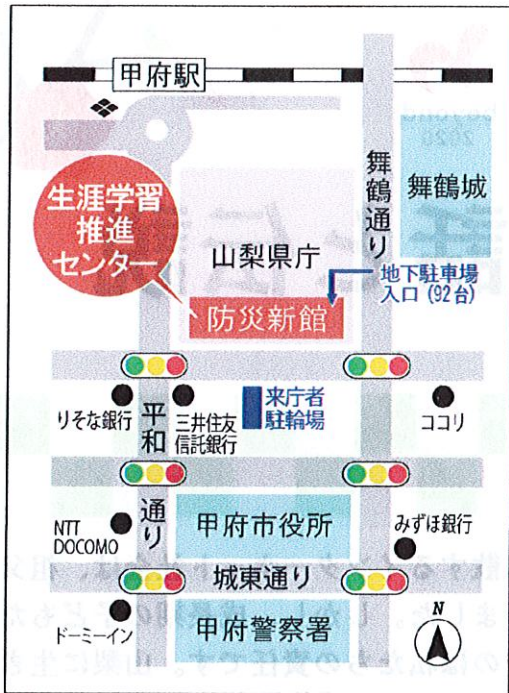 甲府駅
舞鶴通り
舞鶴城
生涯学習
推進
センター
山梨県庁
地下駐車場
入口(92台)
防災新館
りそな銀行
平和通り
三井住友
信託銀行
来庁者
駐輪場
ココリ
NTT
DOCOMO
甲府市役所
みずほ銀行
城東通り
ドーミーイン
甲府警察署
N